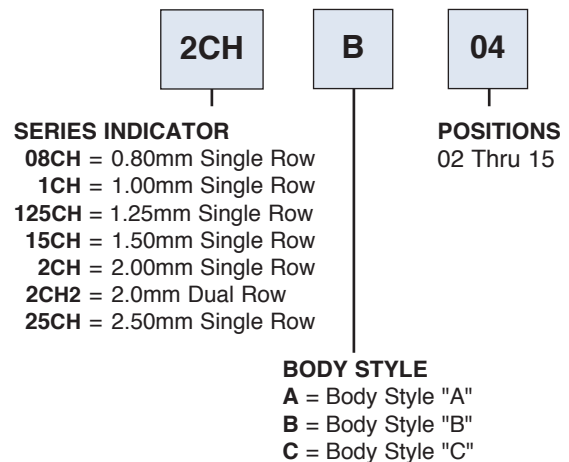 2CH B 04
SERIES INDICATOR
08CH = 0.80mm Single Row
1CH = 1.00mm Single Row
125CH = 1.25mm Single Row
15CH = 1.50mm Single Row
2CH = 2.00mm Single Row
2CH2 = 2.0mm Dual Row
25CH = 2.50mm Single Row
POSITIONS
02 Thru 15
BODY STYLE
A = Body Style "A"
B = Body Style "B"
C = Body Style "C"